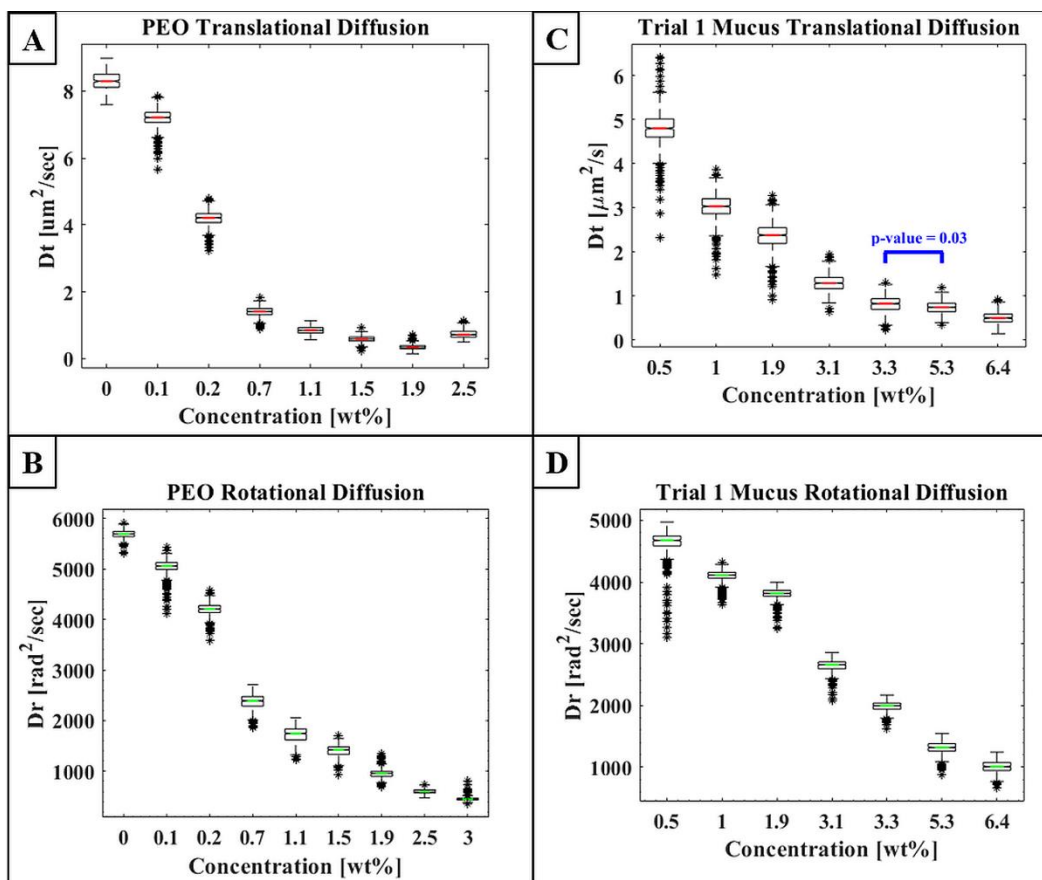 A
PEO Translational Diffusion
Dt [um²/sec]
8
6
4
2
0
0 0.1 0.2 0.7 1.1 1.5 1.9 2.5
Concentration [wt%]
C
Trial 1 Mucus Translational Diffusion
Dt [μm²/s]
6
5
4
3
2
1
0
p-value = 0.03
0.5 1 1.9 3.1 3.3 5.3 6.4
Concentration [wt%]
B
PEO Rotational Diffusion
Dr [rad²/sec]
6000
5000
4000
3000
2000
1000
0 0.1 0.2 0.7 1.1 1.5 1.9 2.5 3
Concentration [wt%]
D
Trial 1 Mucus Rotational Diffusion
Dr [rad²/sec]
5000
4000
3000
2000
1000
0.5 1 1.9 3.1 3.3 5.3 6.4
Concentration [wt%]